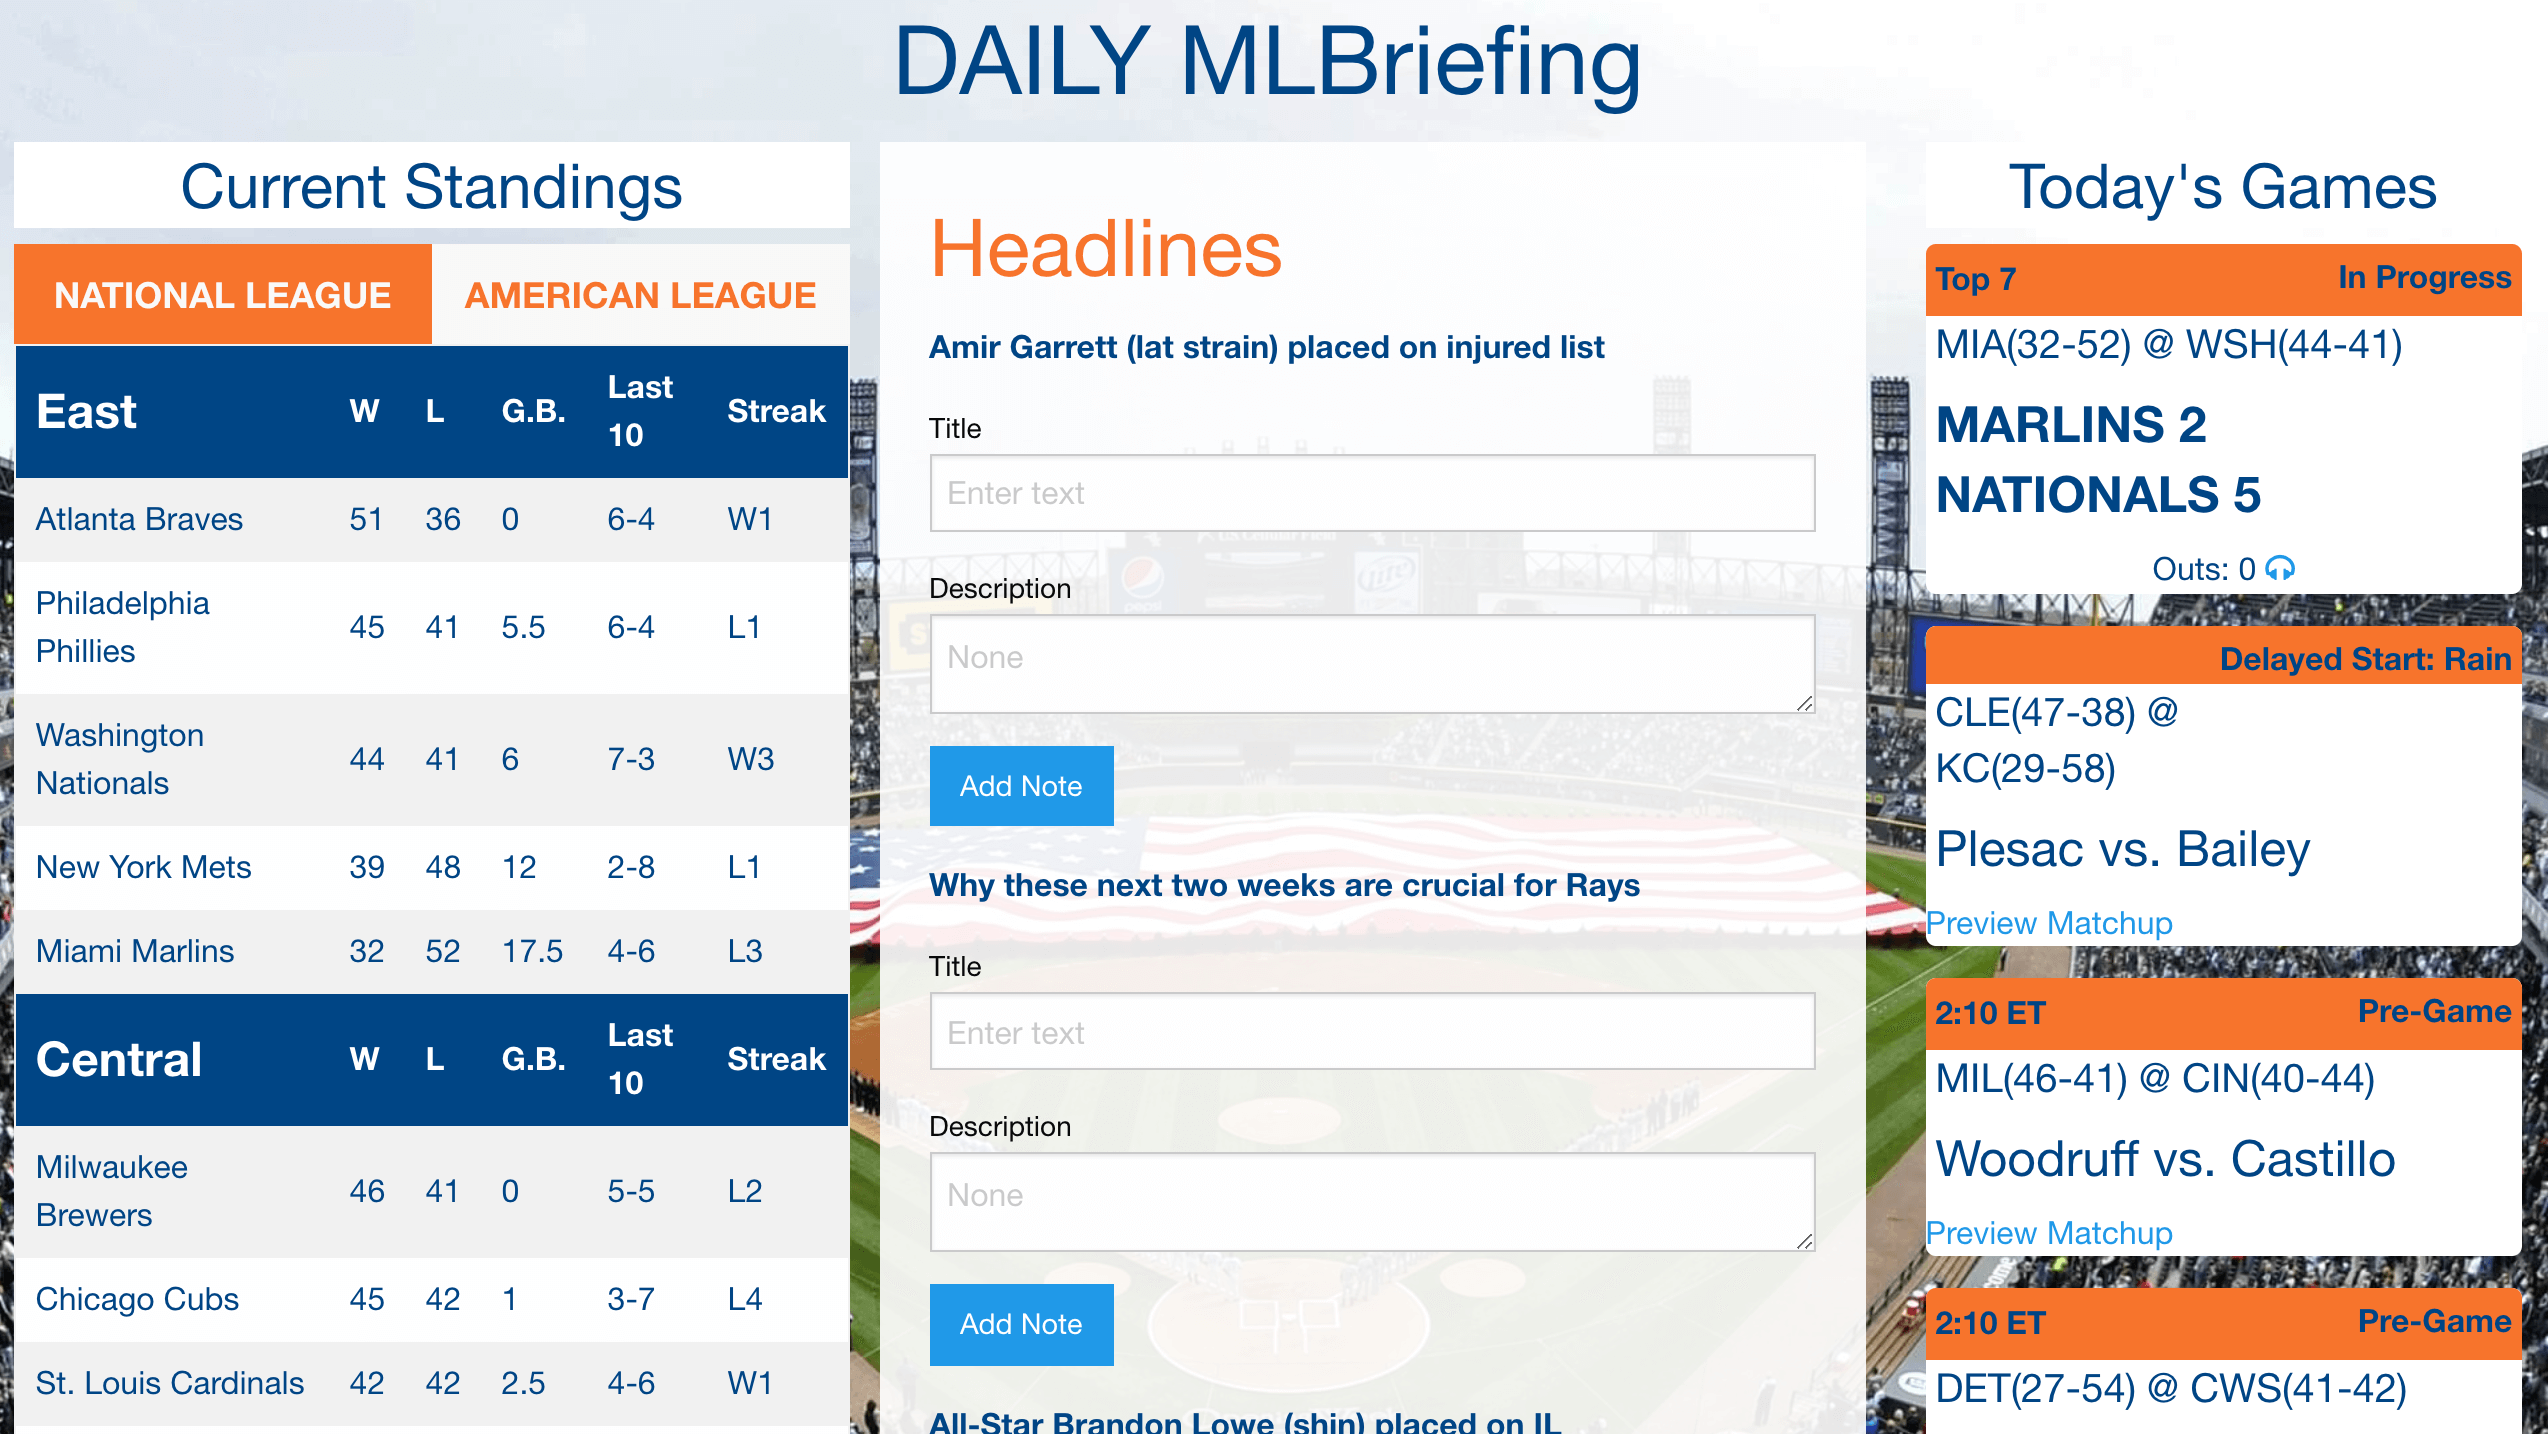 DAILY MLBriefing
Current Standings
NATIONAL LEAGUE
AMERICAN LEAGUE
East W L G.B. Last 10 Streak
Atlanta Braves 51 36 0 6-4 W1
Philadelphia Phillies 45 41 5.5 6-4 L1
Washington Nationals 44 41 6 7-3 W3
New York Mets 39 48 12 2-8 L1
Miami Marlins 32 52 17.5 4-6 L3
Central W L G.B. Last 10 Streak
Milwaukee Brewers 46 41 0 5-5 L2
Chicago Cubs 45 42 1 3-7 L4
St. Louis Cardinals 42 42 2.5 4-6 W1
Headlines
Amir Garrett (lat strain) placed on injured list
Title
Enter text
U.S. Cellular Field
pepsi
Lite
Description
None
Add Note
Why these next two weeks are crucial for Rays
Title
Enter text
Description
None
Add Note
All-Star Brandon Lowe (shin) placed on IL
Today's Games
Top 7 In Progress
MIA(32-52) @ WSH(44-41)
MARLINS 2
NATIONALS 5
Outs: 0
Delayed Start: Rain
CLE(47-38) @
KC(29-58)
Plesac vs. Bailey
Preview Matchup
2:10 ET Pre-Game
MIL(46-41) @ CIN(40-44)
Woodruff vs. Castillo
Preview Matchup
2:10 ET Pre-Game
DET(27-54) @ CWS(41-42)